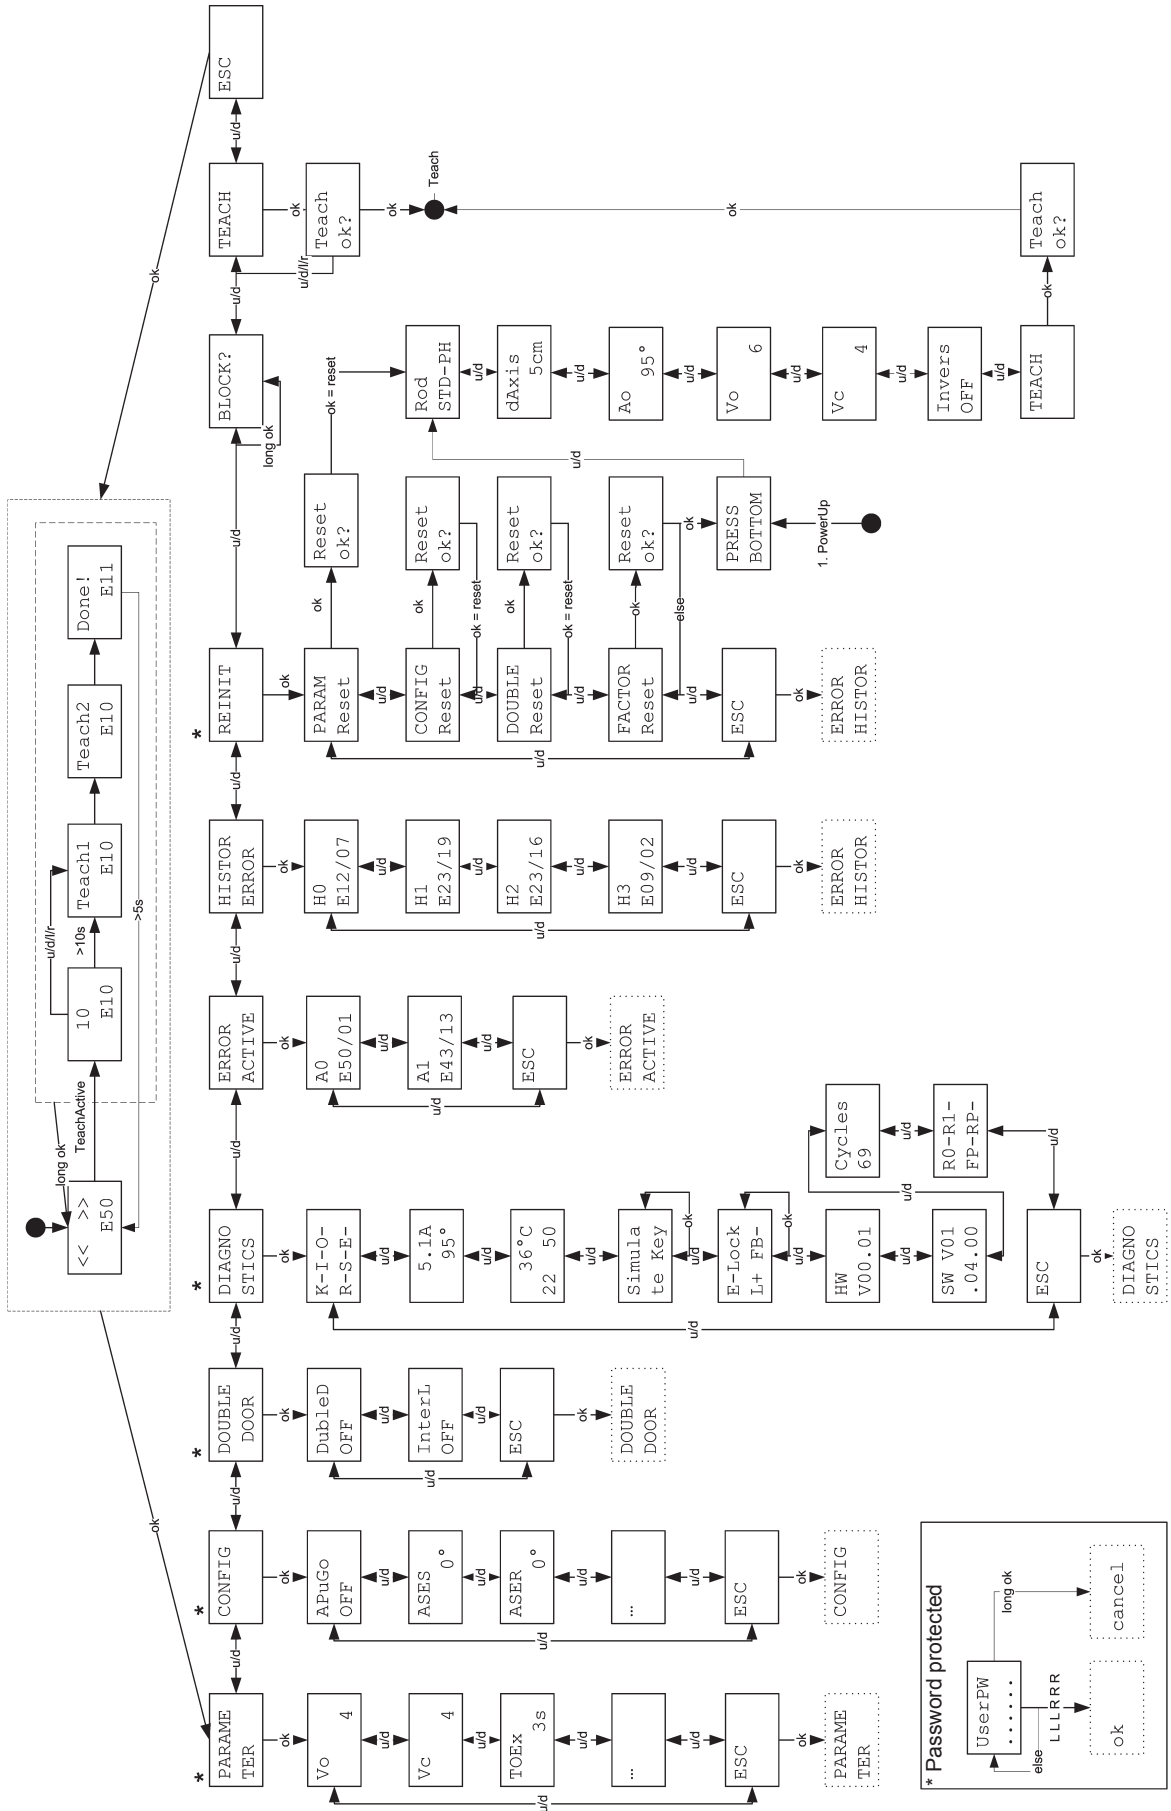 << >>
E50
long ok
TeachActive
10
E10
u/d/l/r
>10s
Teach1
E10
Teach2
E10
Done!
E11
>5s
ok
ok
*
PARAME
TER
u/d
*
CONFIG
u/d
*
DOUBLE
DOOR
u/d
*
DIAGNO
STICS
u/d
ERROR
ACTIVE
u/d
HISTOR
ERROR
u/d
*
REINIT
u/d
BLOCK?
long ok
u/d
TEACH
u/d
ESC
ok
Vo
4
u/d
Vc
4
u/d
TOEx
3s
u/d
...
u/d
ESC
u/d
ok
PARAME
TER
ok
APuGo
OFF
u/d
ASES
0°
u/d
ASER
0°
u/d
...
u/d
ESC
u/d
ok
CONFIG
ok
DubleD
OFF
u/d
InterL
OFF
u/d
ESC
u/d
ok
DOUBLE
DOOR
ok
K-I-O-
R-S-E-
u/d
5.1A
95°
u/d
36°C
22 50
u/d
Simula
te Key
ok
u/d
E-Lock
L+ FB-
ok
u/d
HW
V00.01
u/d
SW V01
.04.00
u/d
Cycles
69
u/d
R0-R1-
FP-RP-
u/d
ESC
u/d
ok
DIAGNO
STICS
ok
A0
E50/01
u/d
A1
E43/13
u/d
ESC
u/d
ok
ERROR
ACTIVE
ok
H0
E12/07
u/d
H1
E23/19
u/d
H2
E23/16
u/d
H3
E09/02
u/d
ESC
u/d
ok
ERROR
HISTOR
ok
PARAM
Reset
ok
Reset
ok?
ok = reset
u/d
CONFIG
Reset
ok
Reset
ok?
ok = reset
u/d
DOUBLE
Reset
ok
Reset
ok?
ok = reset
u/d
FACTOR
Reset
ok
Reset
ok?
else
ok
u/d
ESC
u/d
ok
ERROR
HISTOR
PRESS
BOTTOM
1. PowerUp
u/d
Rod
STD-PH
u/d
dAxis
5cm
u/d
Ao
95°
u/d
Vo
6
u/d
Vc
4
u/d
Invers
OFF
u/d
TEACH
ok
Teach
ok?
ok
ok
Teach
ok?
u/d/l/r
ok
Teach
* Password protected
UserPW
......
else
LLLRRR
ok
long ok
cancel